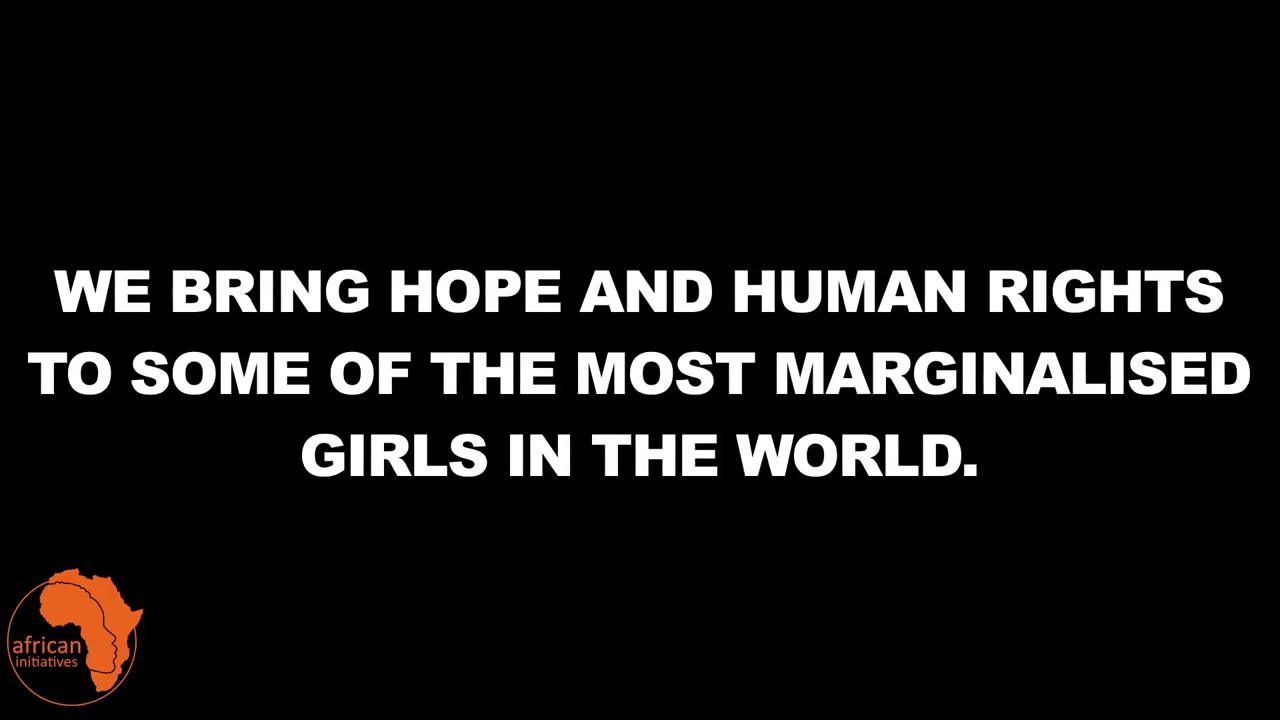 WE BRING HOPE AND HUMAN RIGHTS
TO SOME OF THE MOST MARGINALISED
GIRLS IN THE WORLD.
african
initiatives